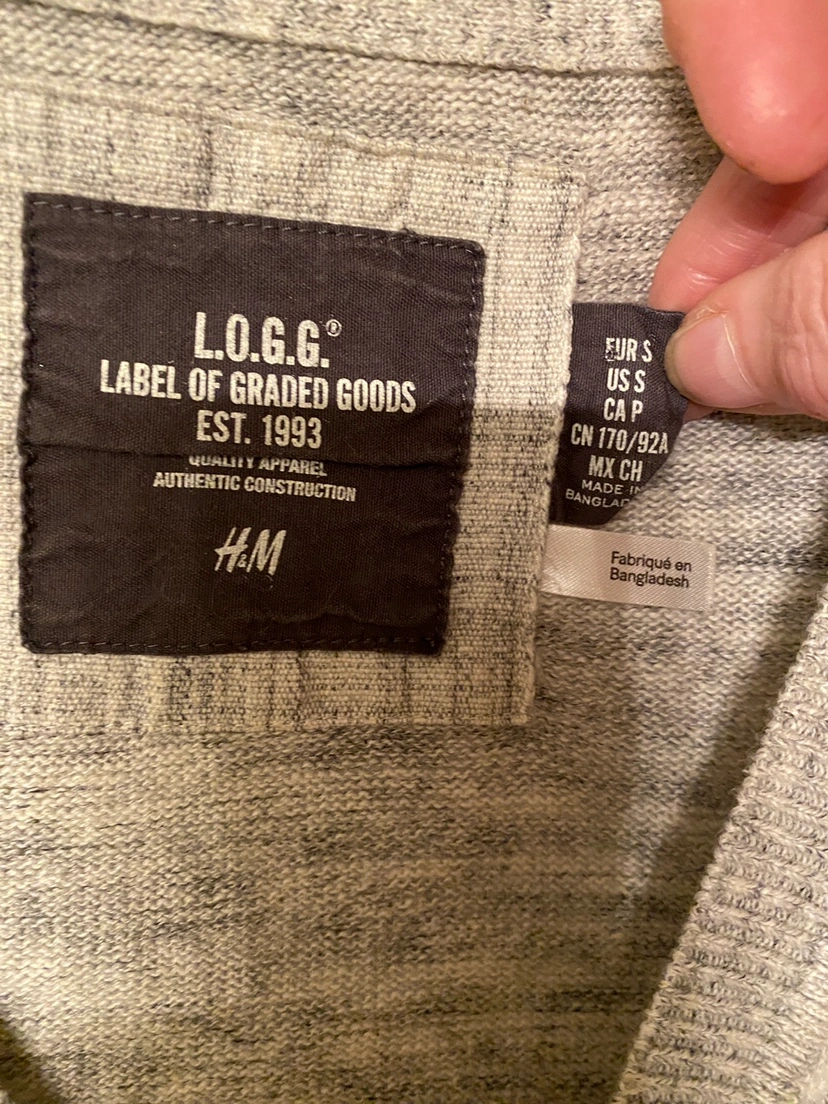 L.O.G.G.®
LABEL OF GRADED GOODS
EST. 1993
QUALITY APPAREL
AUTHENTIC CONSTRUCTION
H&M
EUR S
US S
CA P
CN 170/92A
MX CH
MADE IN
Fabriqué en
Bangladesh